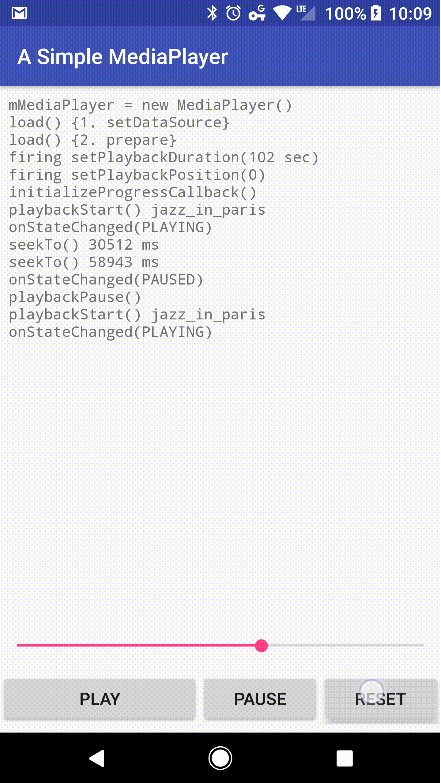 LTE 100% 10:09
A Simple MediaPlayer
mMediaPlayer = new MediaPlayer()
load() {1. setDataSource}
load() {2. prepare}
firing setPlaybackDuration(102 sec)
firing setPlaybackPosition(0)
initializeProgressCallback()
playbackStart() jazz_in_paris
onStateChanged(PLAYING)
seekTo() 30512 ms
seekTo() 58943 ms
onStateChanged(PAUSED)
playbackPause()
playbackStart() jazz_in_paris
onStateChanged(PLAYING)
PLAY PAUSE RESET